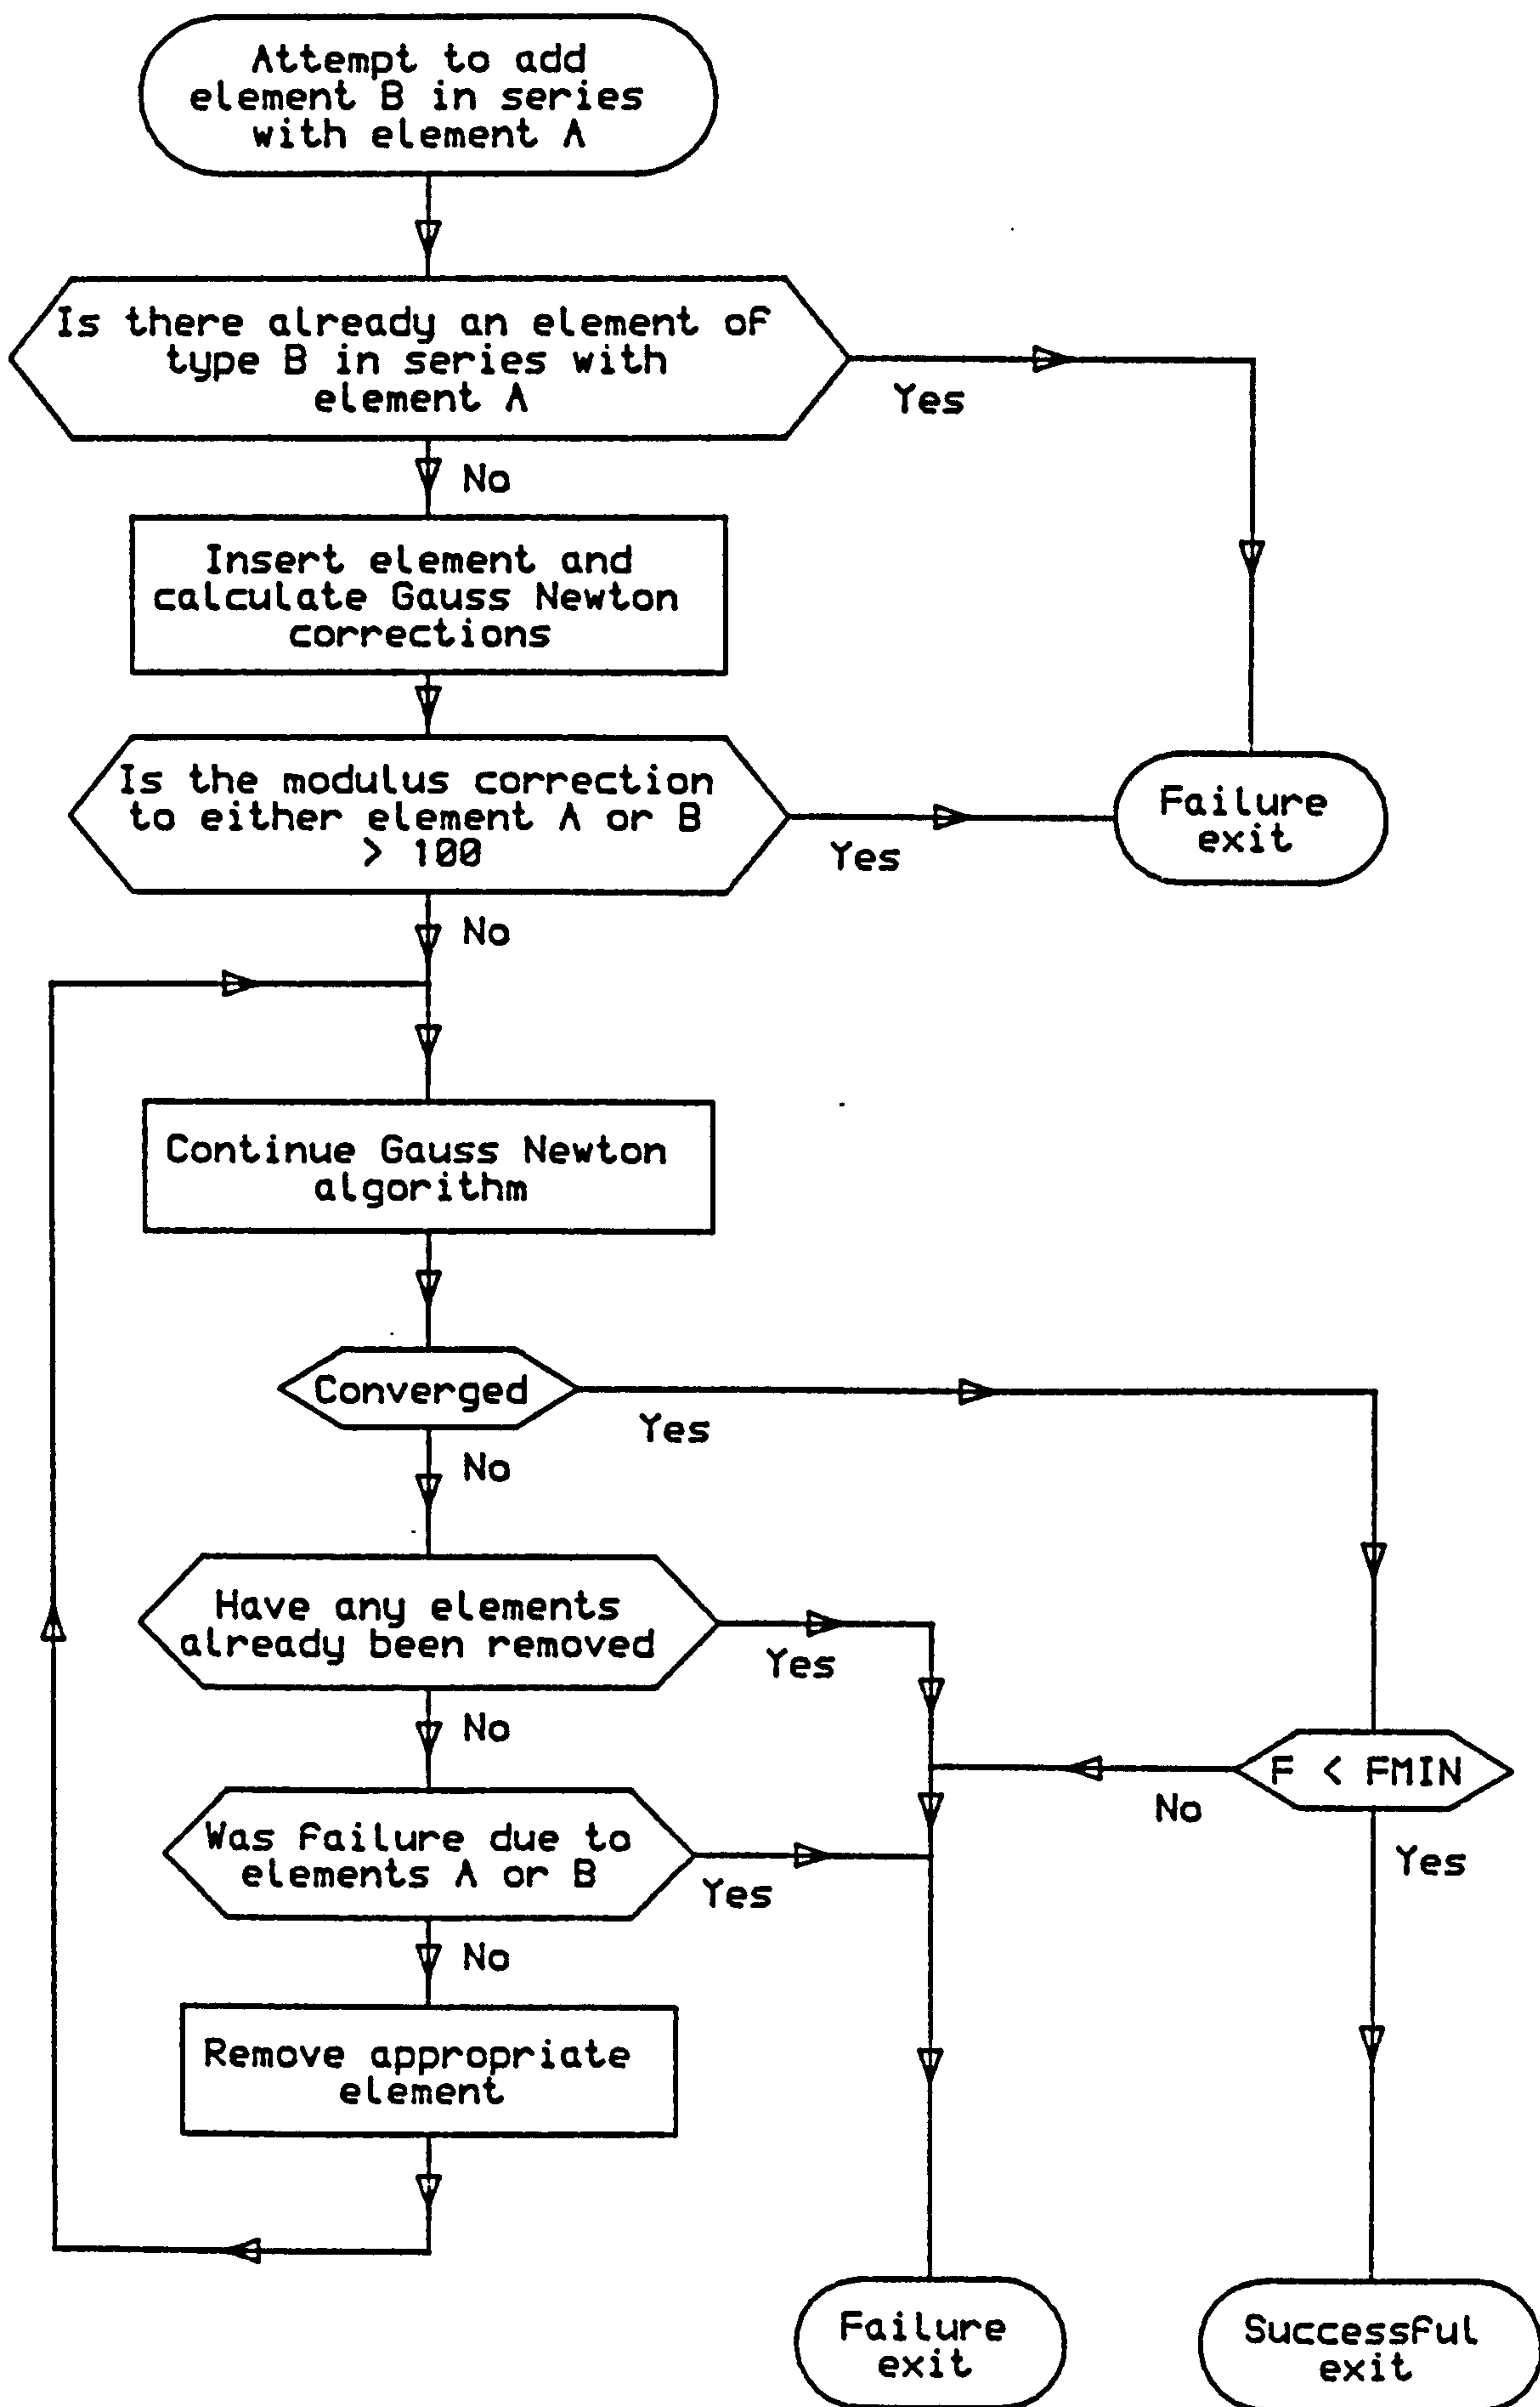 Attempt to add
element B in series
with element A
Is there already an element of
type B in series with
element A
Yes
No
Insert element and
calculate Gauss Newton
corrections
Is the modulus correction
to either element A or B
> 100
Yes
Failure
exit
No
Continue Gauss Newton
algorithm
Converged
Yes
No
Have any elements
already been removed
Yes
No
F < FMIN
No
Yes
Was failure due to
elements A or B
Yes
No
Remove appropriate
element
Failure
exit
Successful
exit